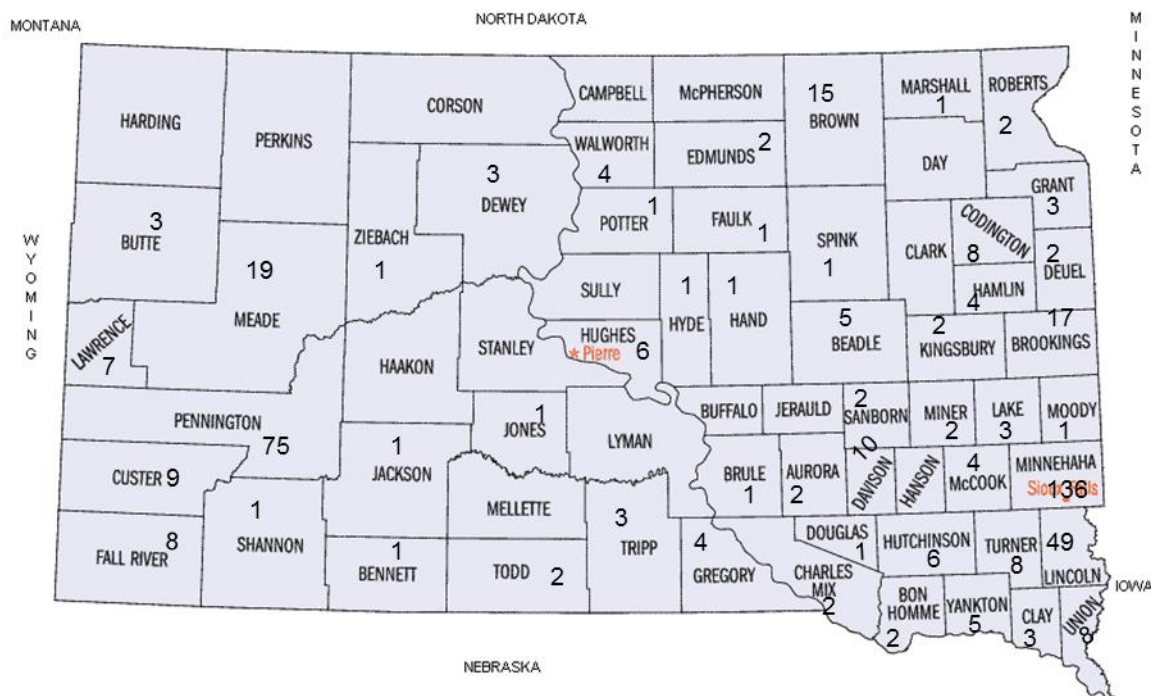 NORTH DAKOTA
MONTANA
MINNESOTA
WYOMING
HARDING
PERKINS
CORSON
CAMPBELL
McPHERSON
15
BROWN
MARSHALL
1
ROBERTS
2
WALWORTH
4
EDMUNDS 2
DAY
3
DEWEY
GRANT
3
3
BUTTE
ZIEBACH
1
1
POTTER
FAULK
1
SPINK
1
CLARK
CODINGTON
8
2
DEUEL
HAMLIN
4
19
MEADE
SULLY
1
HYDE
1
HAND
LAWRENCE
7
HAAKON
STANLEY
HUGHES
* Pierre 6
5
BEADLE
2
KINGSBURY
17
BROOKINGS
PENNINGTON
75
1
JONES
LYMAN
BUFFALO
JERAULD
2
SANBORN
MINER
2
LAKE
3
MOODY
1
CUSTER 9
1
JACKSON
BRULE
1
AURORA
2
10
DAVISON
HANSON
4
McCOOK
MINNEHAHA
136
Sioux Falls
8
FALL RIVER
1
SHANNON
MELLETTE
3
TRIPP
4
GREGORY
DOUGLAS
1
HUTCHINSON
6
TURNER
8
49
LINCOLN
1
BENNETT
TODD 2
CHARLES
MIX
2
BON
HOMME
2
YANKTON
5
CLAY
3
UNION
8
IOWA
NEBRASKA